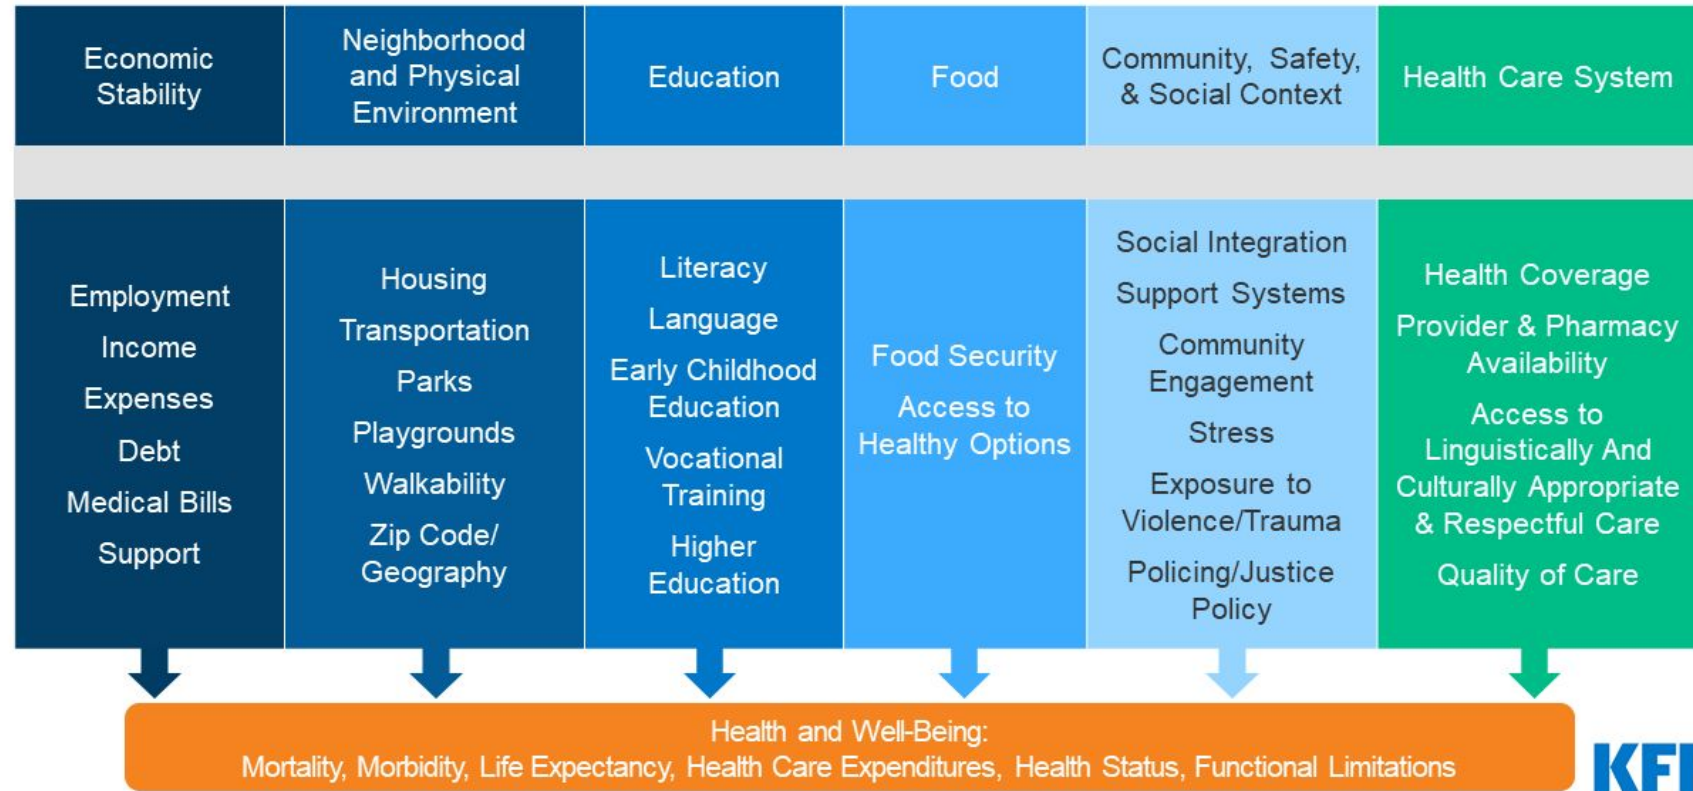 Economic
Stability
Neighborhood
and Physical
Environment
Education
Food
Community, Safety,
& Social Context
Health Care System
Employment
Income
Expenses
Debt
Medical Bills
Support
Housing
Transportation
Parks
Playgrounds
Walkability
Zip Code/
Geography
Literacy
Language
Early Childhood
Education
Vocational
Training
Higher
Education
Food Security
Access to
Healthy Options
Social Integration
Support Systems
Community
Engagement
Stress
Exposure to
Violence/Trauma
Policing/Justice
Policy
Health Coverage
Provider & Pharmacy
Availability
Access to
Linguistically And
Culturally Appropriate
& Respectful Care
Quality of Care
Health and Well-Being:
Mortality, Morbidity, Life Expectancy, Health Care Expenditures, Health Status, Functional Limitations